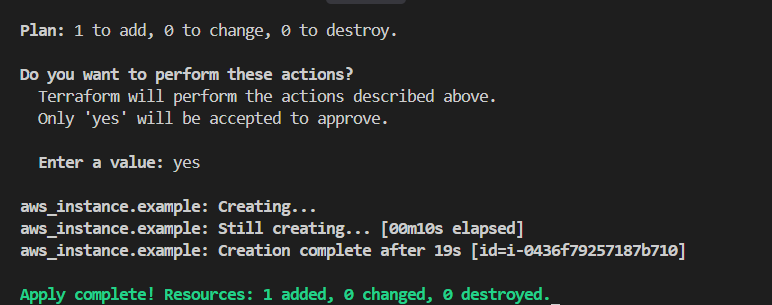 Plan: 1 to add, 0 to change, 0 to destroy.
Do you want to perform these actions?
Terraform will perform the actions described above.
Only 'yes' will be accepted to approve.
Enter a value: yes
aws_instance.example: Creating...
aws_instance.example: Still creating... [00m10s elapsed]
aws_instance.example: Creation complete after 19s [id=i-0436f79257187b710]
Apply complete! Resources: 1 added, 0 changed, 0 destroyed.